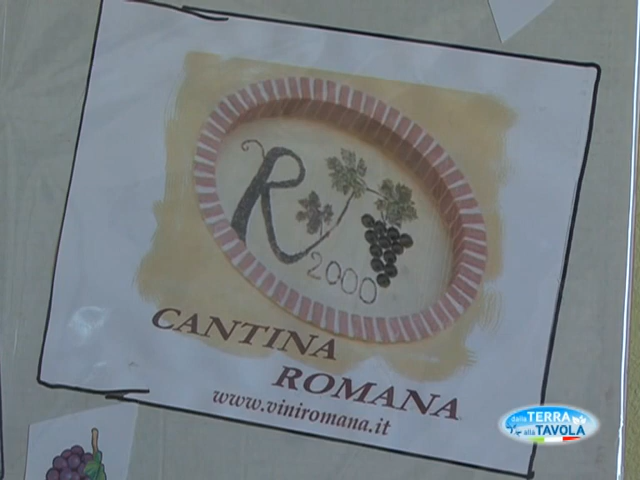 R
2000
CANTINA
ROMANA
www.viniromana.it
dalla TERRA
alla TAVOLA